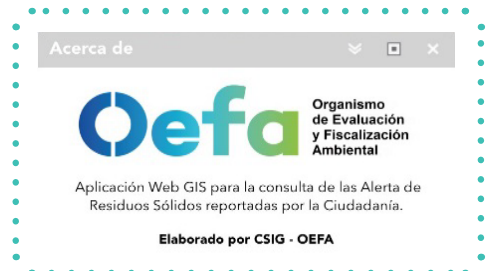 Acerca de
Oefa
Organismo
de Evaluación
y Fiscalización
Ambiental
Aplicación Web GIS para la consulta de las Alerta de
Residuos Sólidos reportadas por la Ciudadanía.
Elaborado por CSIG - OEFA